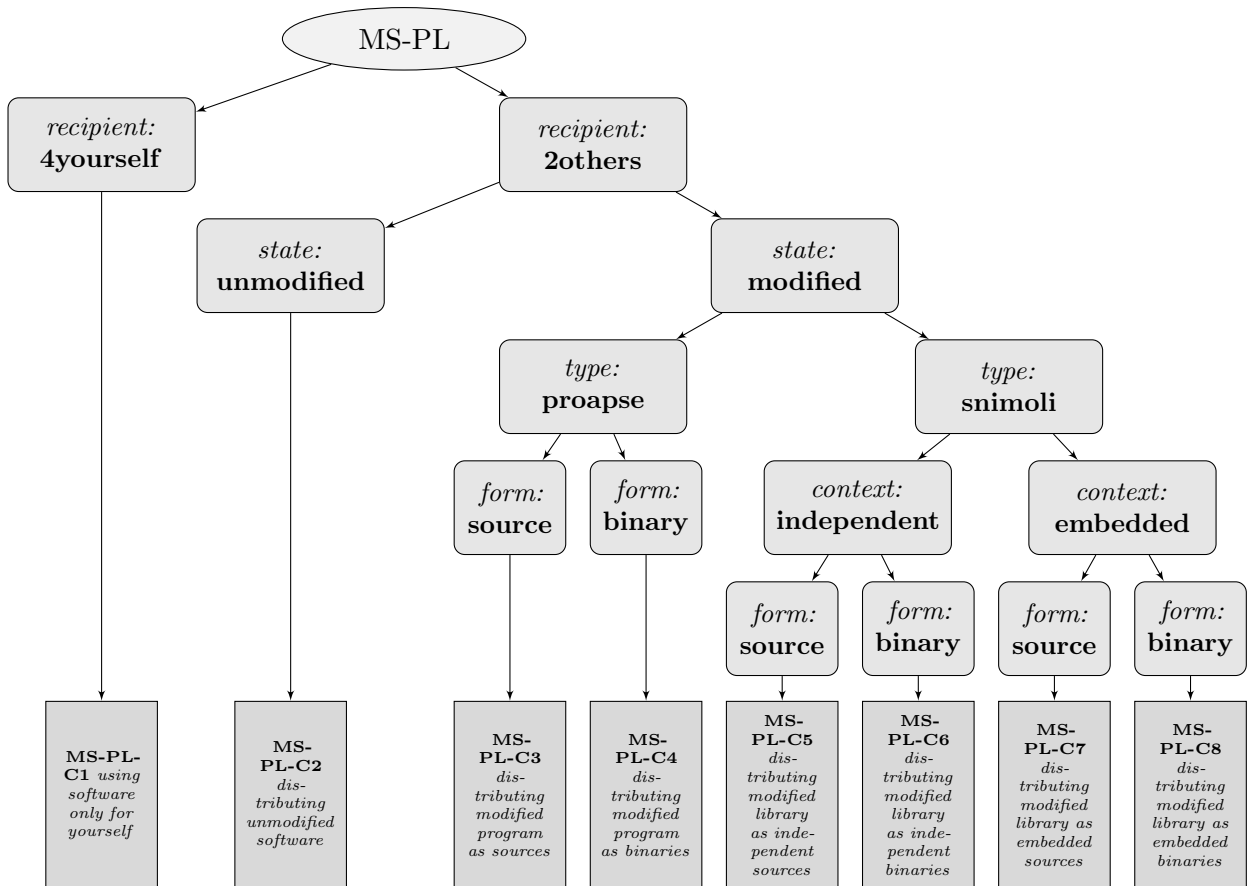 MS-PL
recipient:
4yourself
recipient:
2others
state:
unmodified
state:
modified
type:
proapse
type:
snimoli
form:
source
form:
binary
context:
independent
context:
embedded
form:
source
form:
binary
form:
source
form:
binary
MS-PL-
C1 using
software
only for
yourself
MS-
PL-C2
dis-
tributing
unmodified
software
MS-
PL-C3
dis-
tributing
modified
program
as sources
MS-
PL-C4
dis-
tributing
modified
program
as binaries
MS-
PL-C5
dis-
tributing
modified
library
as inde-
pendent
sources
MS-
PL-C6
dis-
tributing
modified
library
as inde-
pendent
binaries
MS-
PL-C7
dis-
tributing
modified
library as
embedded
sources
MS-
PL-C8
dis-
tributing
modified
library as
embedded
binaries